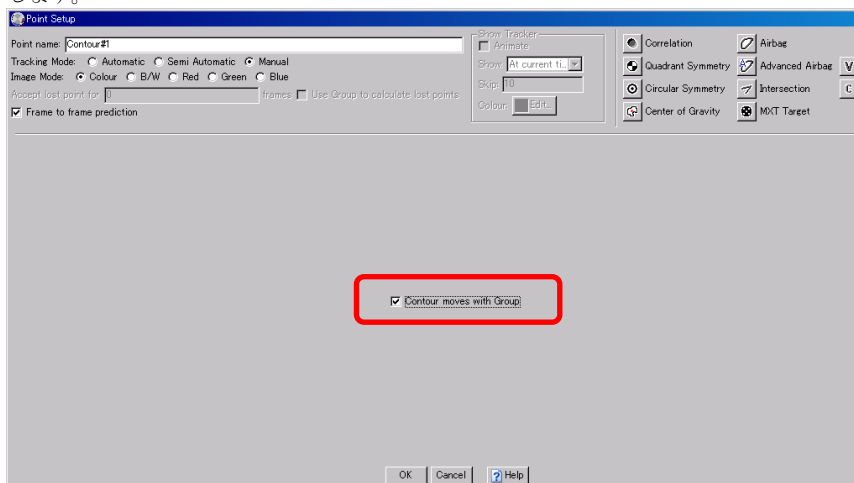 します。
Point Setup
Point name: Contour#1
Tracking Mode: Automatic Semi Automatic Manual
Image Mode: Colour B/W Red Green Blue
Accept lost point for 0 frames Use Group to calculate lost points
Frame to frame prediction
Show Tracker
Animate
Show: At current ti...
Skip: 10
Colour: Edit...
Correlation Airbag
Quadrant Symmetry Advanced Airbag V
Circular Symmetry Intersection C
Center of Gravity MXT Target
Contour moves with Group
OK Cancel Help